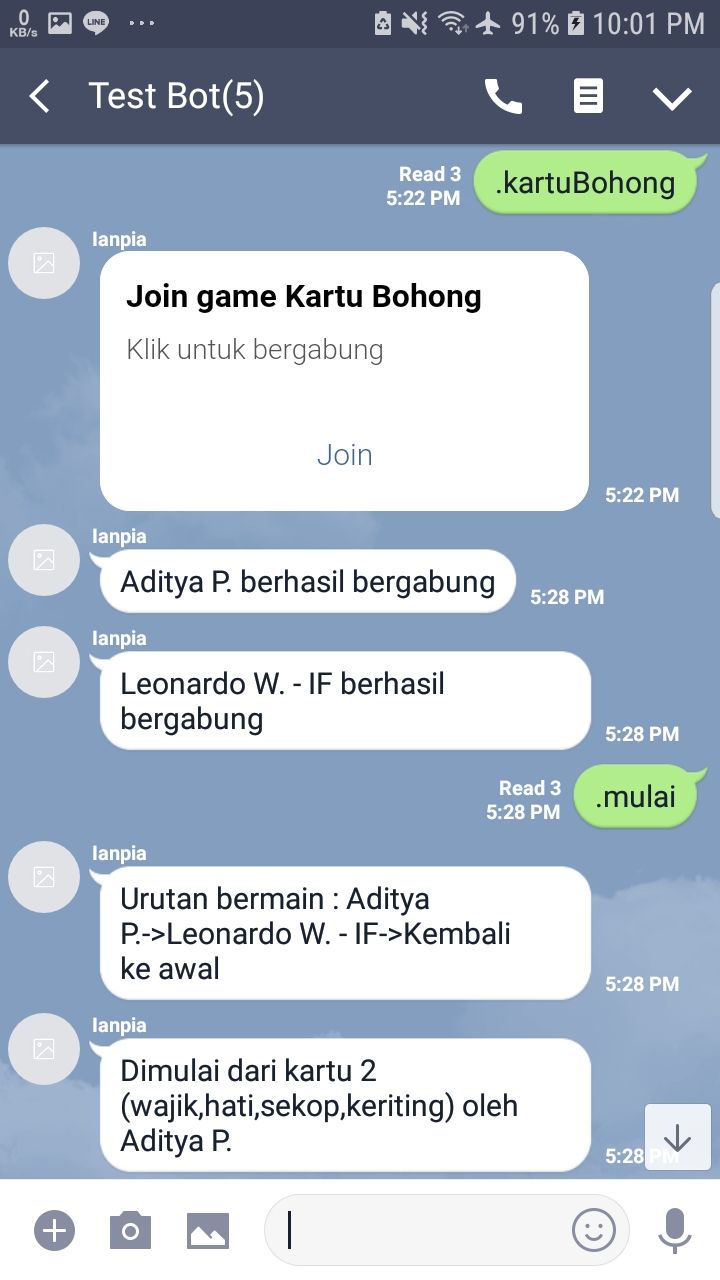 0
KB/s
LINE
91%
10:01 PM
Test Bot(5)
Read 3
5:22 PM
.kartuBohong
Ianpia
Join game Kartu Bohong
Klik untuk bergabung
Join
5:22 PM
Ianpia
Aditya P. berhasil bergabung
5:28 PM
Ianpia
Leonardo W. - IF berhasil
bergabung
5:28 PM
Read 3
5:28 PM
.mulai
Ianpia
Urutan bermain : Aditya
P.->Leonardo W. - IF->Kembali
ke awal
5:28 PM
Ianpia
Dimulai dari kartu 2
(wajik,hati,sekop,keriting) oleh
Aditya P.
5:28 PM